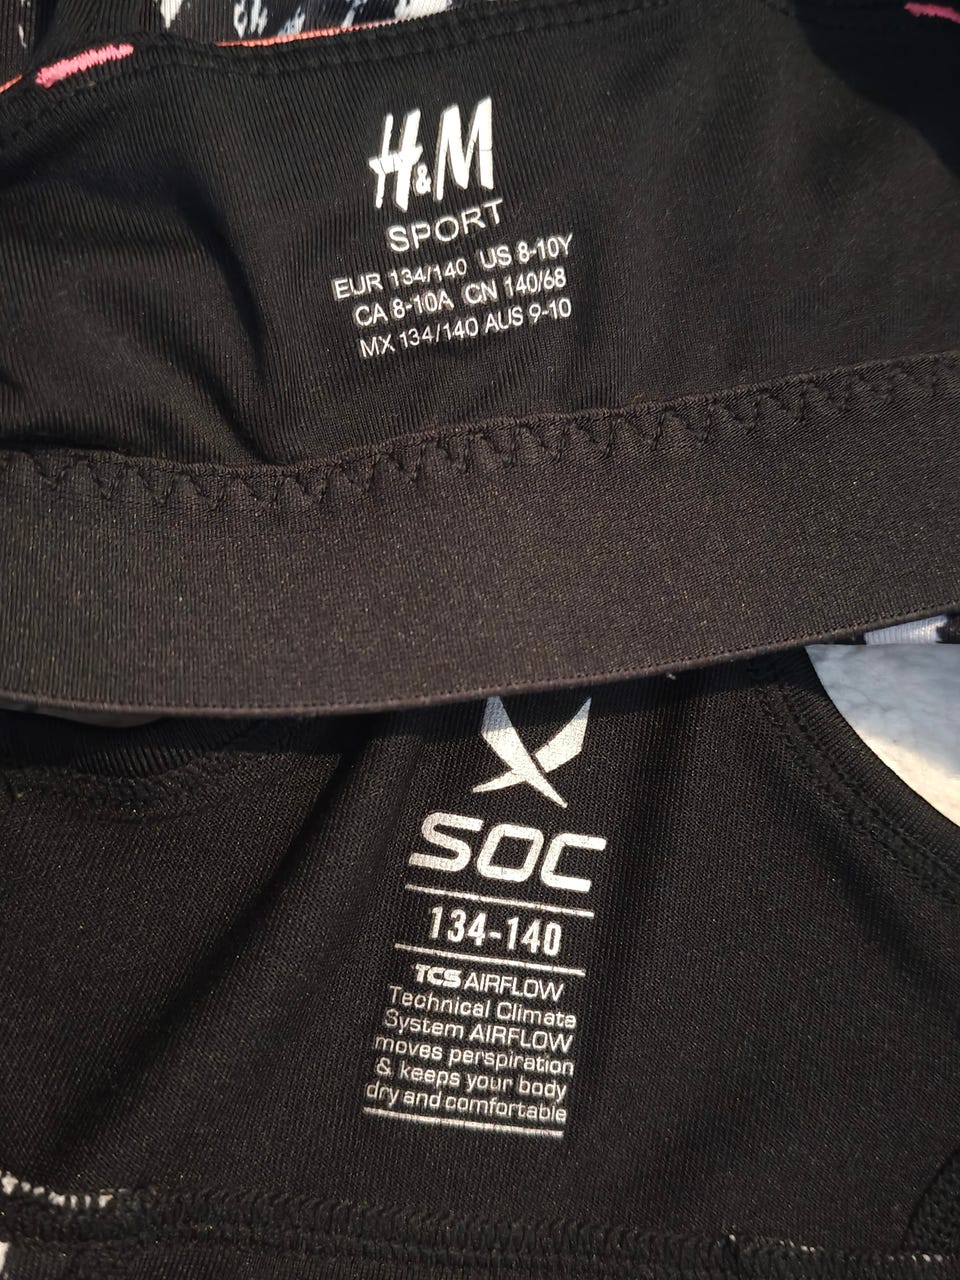 H&M
SPORT
EUR 134/140 US 8-10Y
CA 8-10A CN 140/68
MX 134/140 AUS 9-10
SOC
134-140
TCS AIRFLOW
Technical Climate
System AIRFLOW
moves perspiration
& keeps your body
dry and comfortable